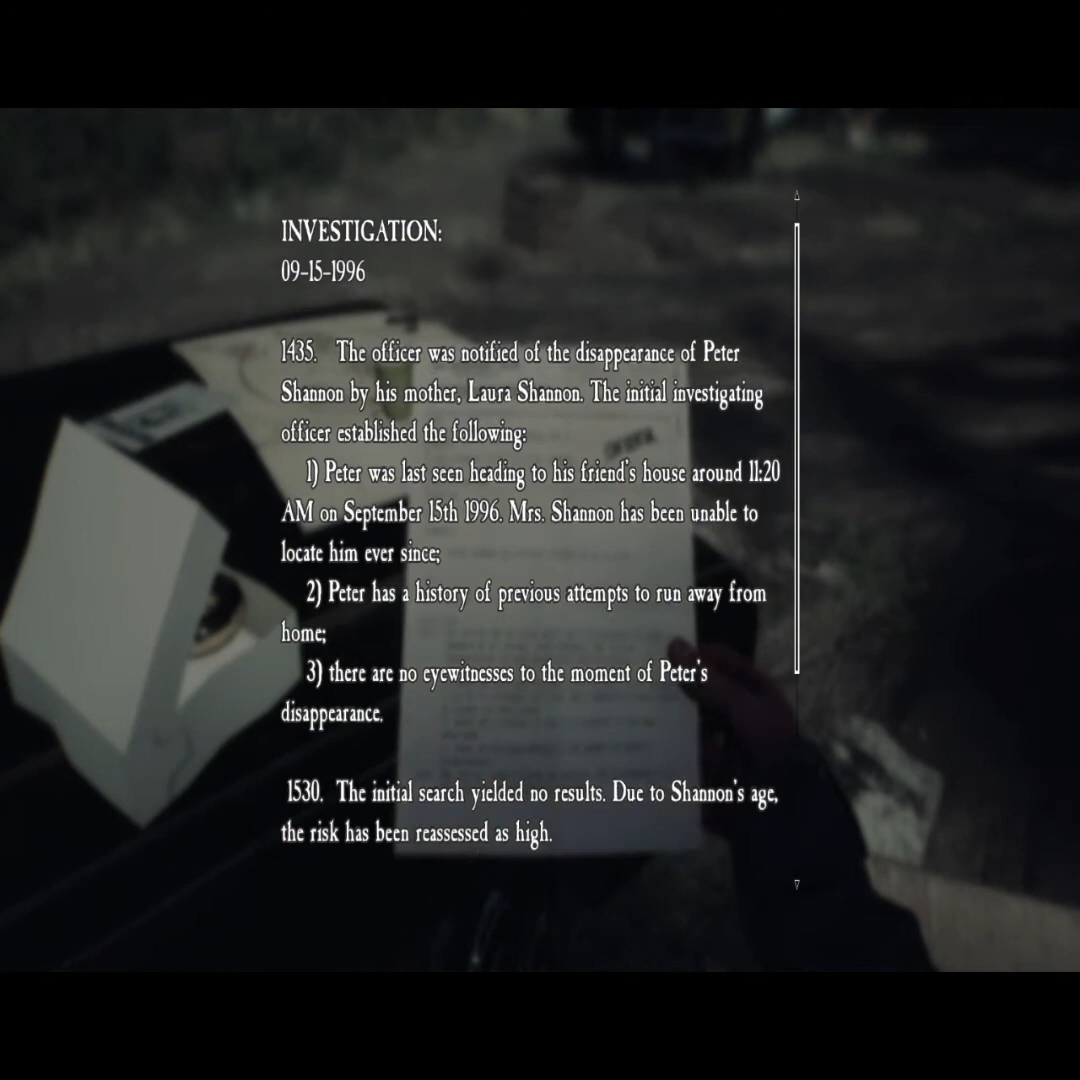 INVESTIGATION:
09-15-1996
1435. The officer was notified of the disappearance of Peter
Shannon by his mother, Laura Shannon. The initial investigating
officer established the following:
1) Peter was last seen heading to his friend's house around 11:20
AM on September 15th 1996. Mrs. Shannon has been unable to
locate him ever since;
2) Peter has a history of previous attempts to run away from
home;
3) there are no eyewitnesses to the moment of Peter's
disappearance.
1530. The initial search yielded no results. Due to Shannon's age,
the risk has been reassessed as high.